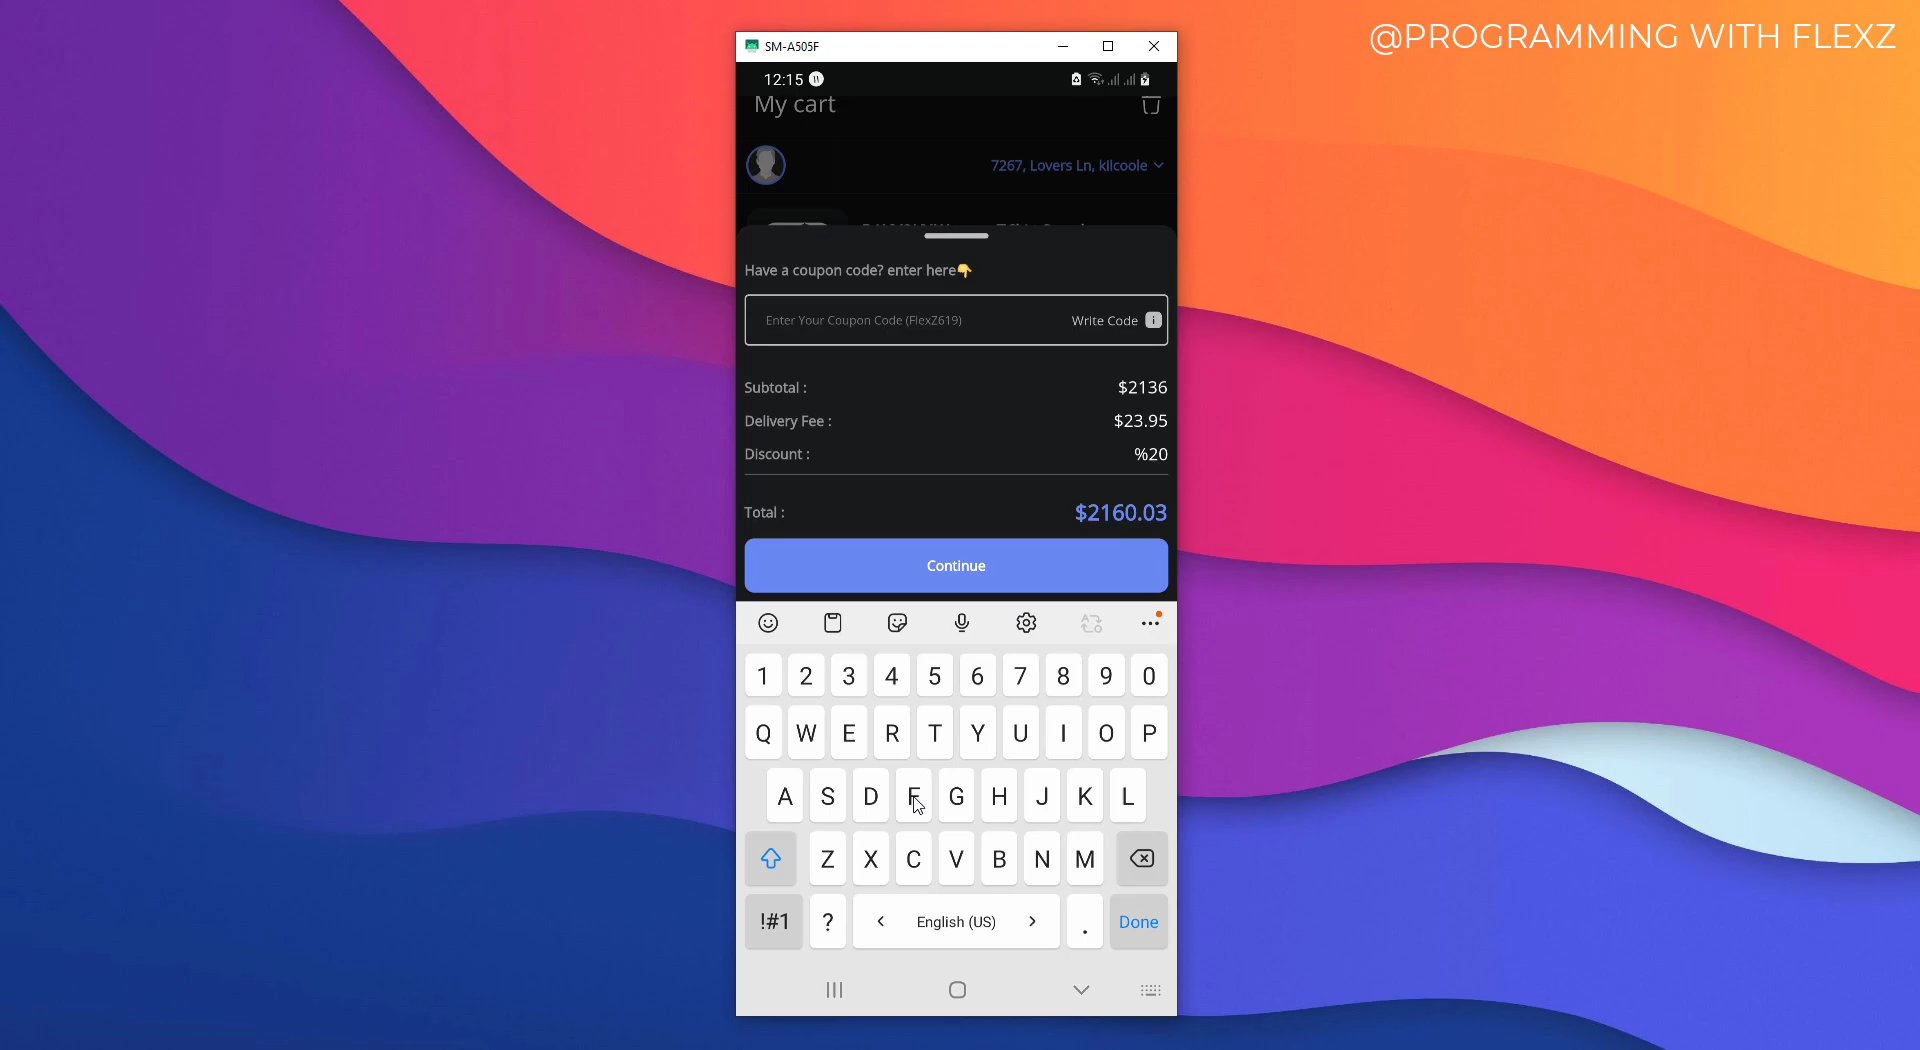 @PROGRAMMING WITH FLEXZ
SM-A505F
12:15
My cart
7267, Lovers Ln, kilcoole
Have a coupon code? enter here👇
Enter Your Coupon Code (FlexZ619)
Write Code i
Subtotal : $2136
Delivery Fee : $23.95
Discount : %20
Total : $2160.03
Continue
1 2 3 4 5 6 7 8 9 0
Q W E R T Y U I O P
A S D F G H J K L
Z X C V B N M
!#1 ? < English (US) > . Done